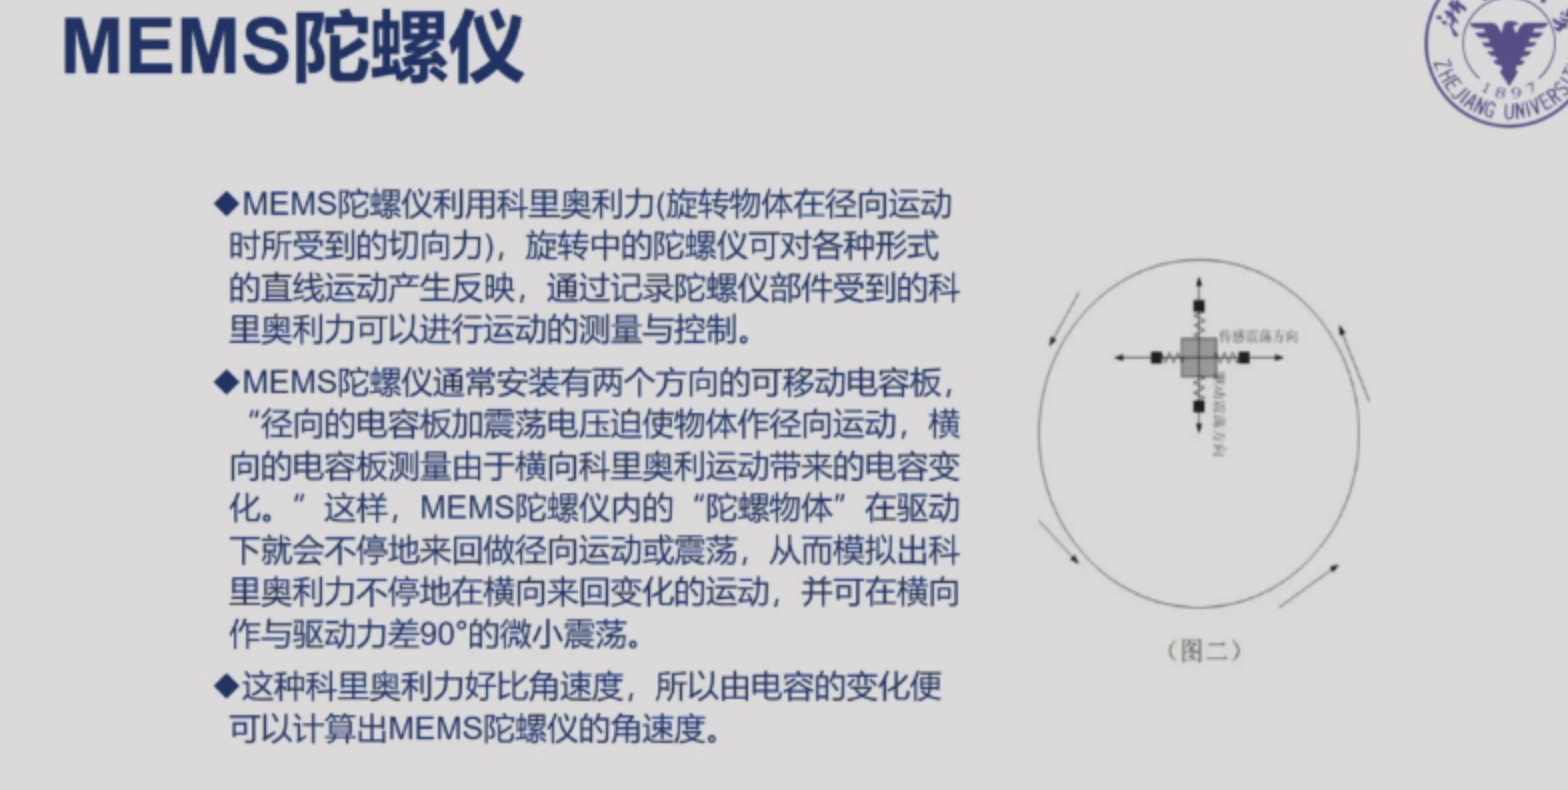 MEMS陀螺仪
ZHEJIANG UNIVERSIT
1897
◆MEMS陀螺仪利用科里奥利力(旋转物体在径向运动
时所受到的切向力)，旋转中的陀螺仪可对各种形式
的直线运动产生反映，通过记录陀螺仪部件受到的科
里奥利力可以进行运动的测量与控制。
◆MEMS陀螺仪通常安装有两个方向的可移动电容板，
“径向的电容板加震荡电压迫使物体作径向运动，横
向的电容板测量由于横向科里奥利运动带来的电容变
化。”这样，MEMS陀螺仪内的“陀螺物体”在驱动
下就会不停地来回做径向运动或震荡，从而模拟出科
里奥利力不停地在横向来回变化的运动，并可在横向
作与驱动力差90°的微小震荡。
◆这种科里奥利力好比角速度，所以由电容的变化便
可以计算出MEMS陀螺仪的角速度。
传感震荡方向
驱动震荡方向
（图二）